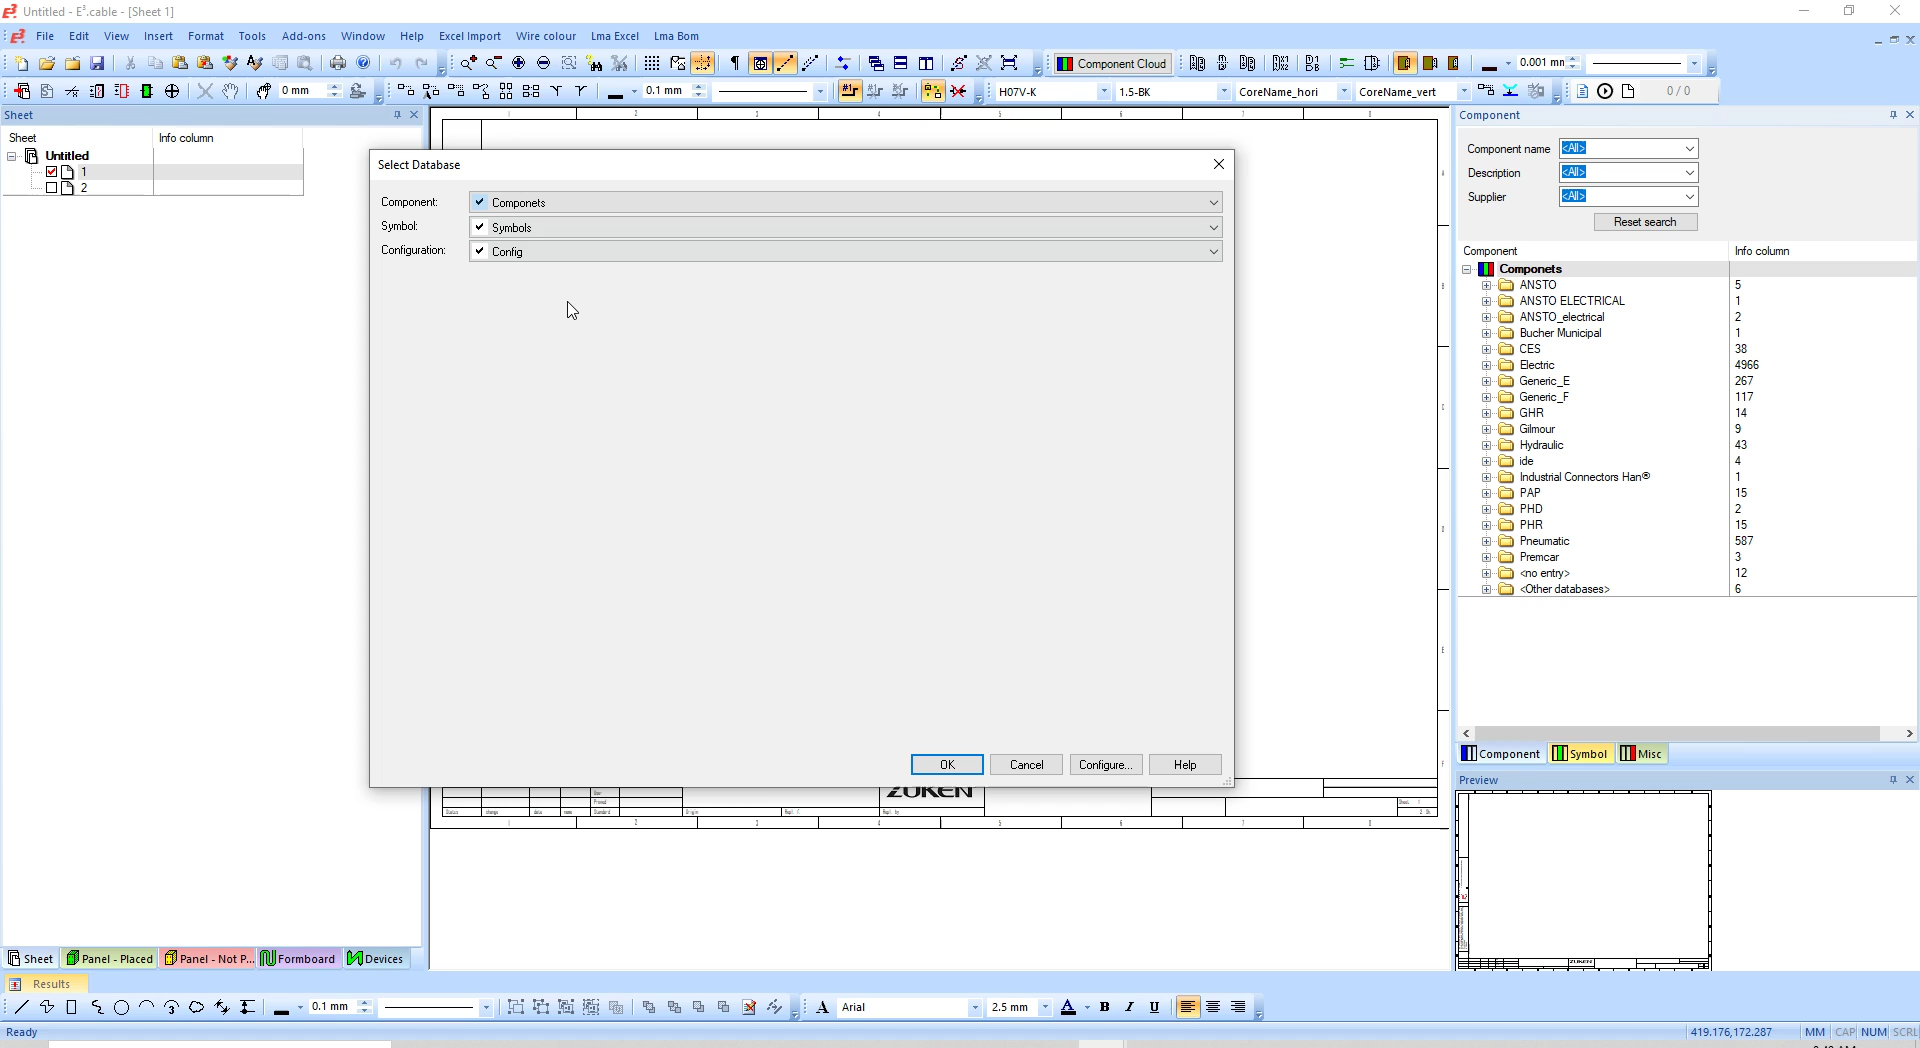 Untitled - E³.cable - [Sheet 1]
File Edit View Insert Format Tools Add-ons Window Help Excel Import Wire colour Lma Excel Lma Bom
Component Cloud
0.001 mm
0 mm
0.1 mm
H07V-K
1.5-BK
CoreName_hori
CoreName_vert
0 / 0
Sheet
Sheet Info column
Untitled
1
2
Select Database
Component: Componets
Symbol: Symbols
Configuration: Config
OK Cancel Configure... Help
ZUKEN
Component
Component name <All>
Description <All>
Supplier <All>
Reset search
Component Info column
Componets
ANSTO 5
ANSTO ELECTRICAL 1
ANSTO_electrical 2
Bucher Municipal 1
CES 38
Electric 4966
Generic_E 267
Generic_F 117
GHR 14
Gilmour 9
Hydraulic 43
ide 4
Industrial Connectors Han® 1
PAP 15
PHD 2
PHR 15
Pneumatic 587
Premcar 3
<no entry> 12
<Other databases> 6
Component Symbol Misc
Preview
ZUKEN
Sheet Panel - Placed Panel - Not P... Formboard Devices
Results
0.1 mm
Arial
2.5 mm
Ready
419.176,172.287 MM CAP NUM SCRL